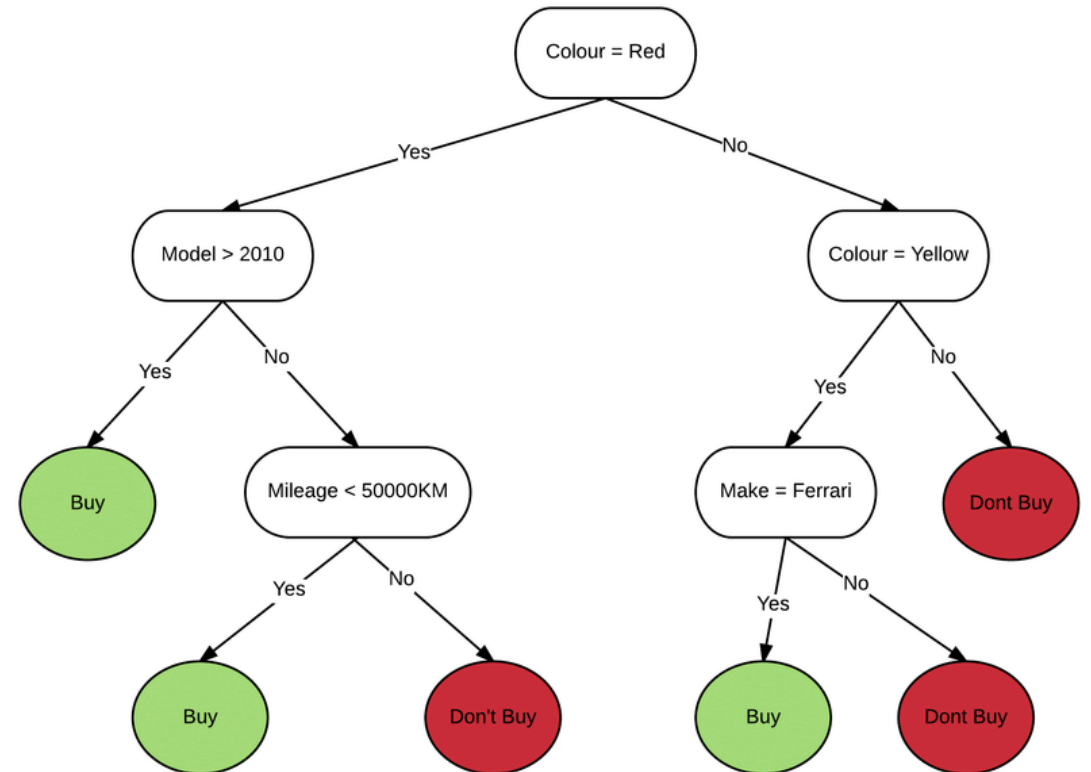 Colour = Red
Yes
No
Model > 2010
Colour = Yellow
Yes
No
Yes
No
Buy
Mileage < 50000KM
Make = Ferrari
Dont Buy
Yes
No
Yes
No
Buy
Don't Buy
Buy
Dont Buy